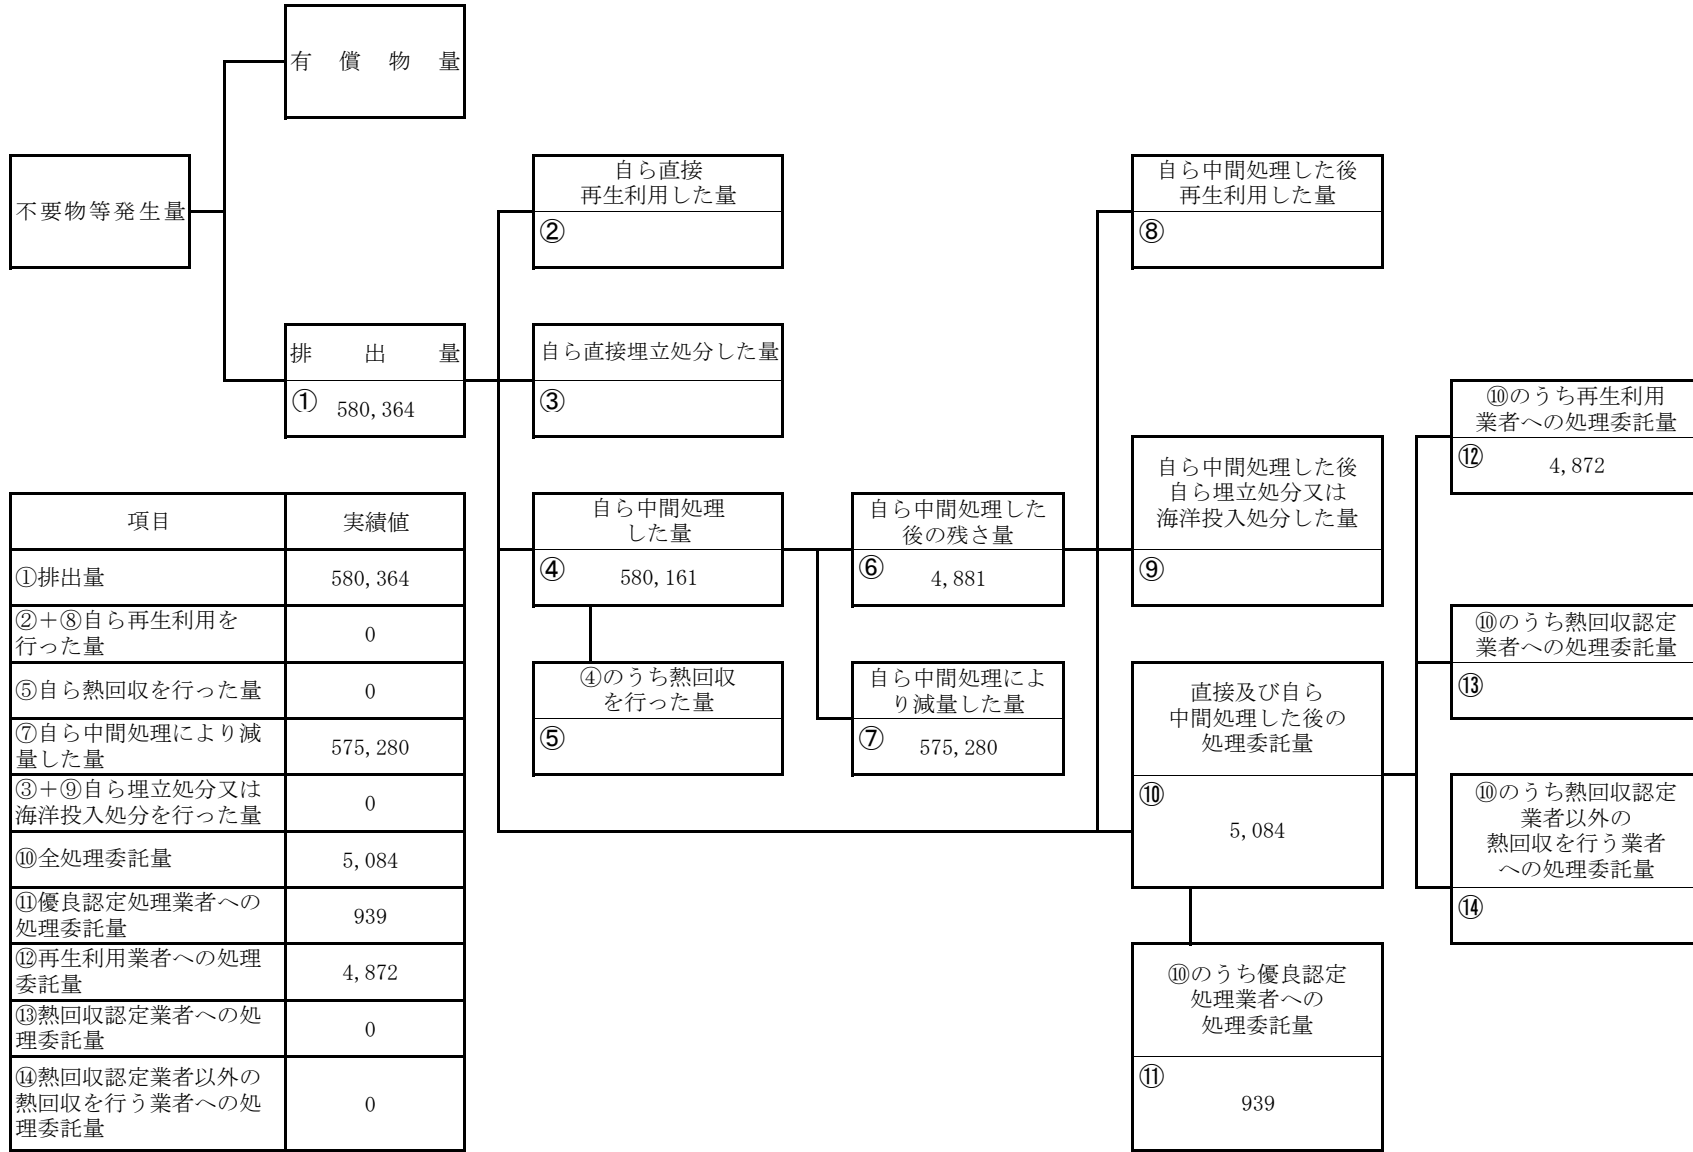 有償物量
不要物等発生量
自ら直接
再生利用した量
②
自ら中間処理した後
再生利用した量
⑧
排出量
① 580,364
自ら直接埋立処分した量
③
⑩のうち再生利用
業者への処理委託量
⑫ 4,872
自ら中間処理した後
自ら埋立処分又は
海洋投入処分した量
⑨
自ら中間処理
した量
④ 580,161
自ら中間処理した
後の残さ量
⑥ 4,881
⑩のうち熱回収認定
業者への処理委託量
⑬
④のうち熱回収
を行った量
⑤
自ら中間処理によ
り減量した量
⑦ 575,280
直接及び自ら
中間処理した後の
処理委託量
⑩
5,084
⑩のうち熱回収認定
業者以外の
熱回収を行う業者
への処理委託量
⑭
⑩のうち優良認定
処理業者への
処理委託量
⑪
939
項目 実績値
①排出量 580,364
②+⑧自ら再生利用を
行った量
0
⑤自ら熱回収を行った量 0
⑦自ら中間処理により減
量した量
575,280
③+⑨自ら埋立処分又は
海洋投入処分を行った量
0
⑩全処理委託量 5,084
⑪優良認定処理業者への
処理委託量
939
⑫再生利用業者への処理
委託量
4,872
⑬熱回収認定業者への処
理委託量
0
⑭熱回収認定業者以外の
熱回収を行う業者への処
理委託量
0